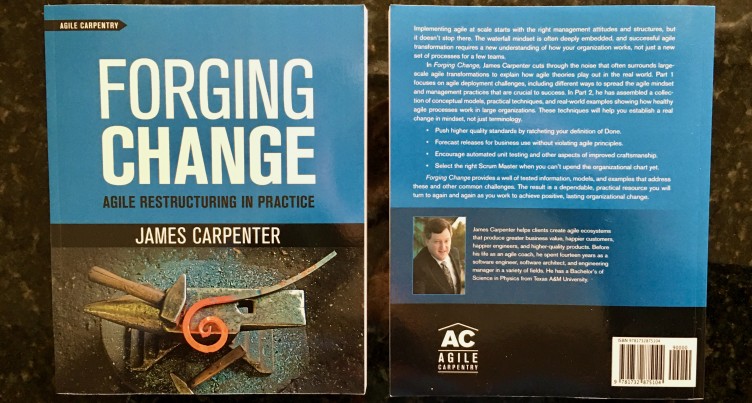 AGILE CARPENTRY
FORGING
CHANGE
AGILE RESTRUCTURING IN PRACTICE
JAMES CARPENTER
Implementing agile at scale starts with the right management attitudes and structures, but
it doesn't stop there. The waterfall mindset is often deeply embedded, and successful agile
transformation requires a new understanding of how your organization works, not just a new
set of processes for a few teams.
In Forging Change, James Carpenter cuts through the noise that often surrounds large-
scale agile transformations to explain how agile theories play out in the real world. Part 1
focuses on agile deployment challenges, including different ways to spread the agile mindset
and management practices that are crucial to success. In Part 2, he has assembled a collec-
tion of conceptual models, practical techniques, and real-world examples showing how healthy
agile processes work in large organizations. These techniques will help you establish a real
change in mindset, not just terminology.
• Push higher quality standards by ratcheting your definition of Done.
• Forecast releases for business use without violating agile principles.
• Encourage automated unit testing and other aspects of improved craftsmanship.
• Select the right Scrum Master when you can't upend the organizational chart yet.
Forging Change provides a well of tested information, models, and examples that address
these and other common challenges. The result is a dependable, practical resource you will
turn to again and again as you work to achieve positive, lasting organizational change.
James Carpenter helps clients create agile ecosystems
that produce greater business value, happier customers,
happier engineers, and higher-quality products. Before
his life as an agile coach, he spent fourteen years as a
software engineer, software architect, and engineering
manager in a variety of fields. He has a Bachelor's of
Science in Physics from Texas A&M University.
AC
AGILE
CARPENTRY
ISBN 9781732875104
90000
9 781732 875104